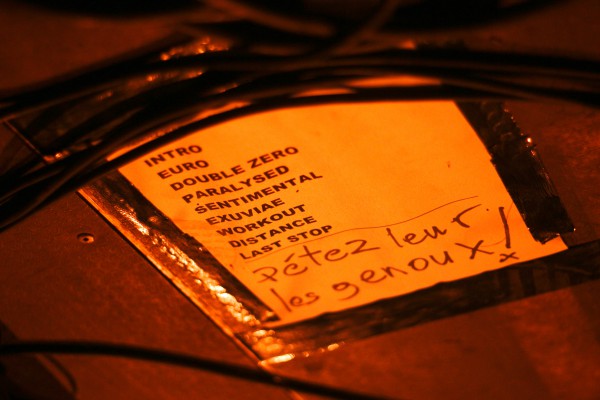 INTRO
EURO
DOUBLE ZERO
PARALYSED
SENTIMENTAL
EXUVIAE
WORKOUT
DISTANCE
LAST STOP
pétez leur
les genoux !
x